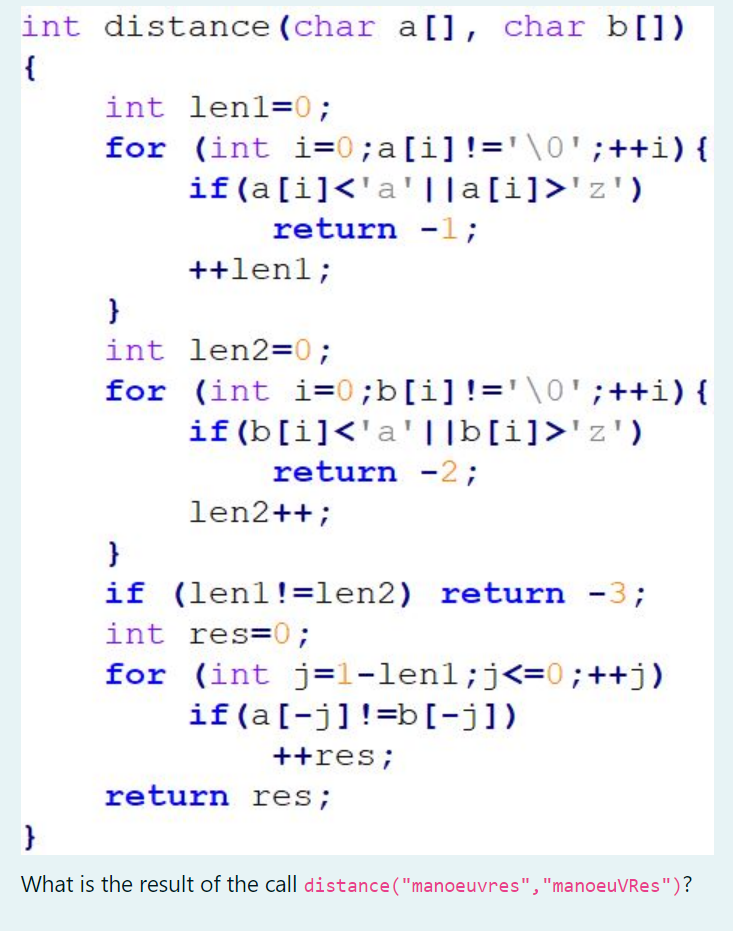 int distance(char a[], char b[])
{
int len1=0;
for (int i=0;a[i]!='\0';++i){
if(a[i]<'a'||a[i]>'z')
return -1;
++len1;
}
int len2=0;
for (int i=0;b[i]!='\0';++i){
if(b[i]<'a'||b[i]>'z')
return -2;
len2++;
}
if (len1!=len2) return -3;
int res=0;
for (int j=1-len1;j<=0;++j)
if(a[-j]!=b[-j])
++res;
return res;
}
What is the result of the call distance("manoeuvres","manoeuVRes")?